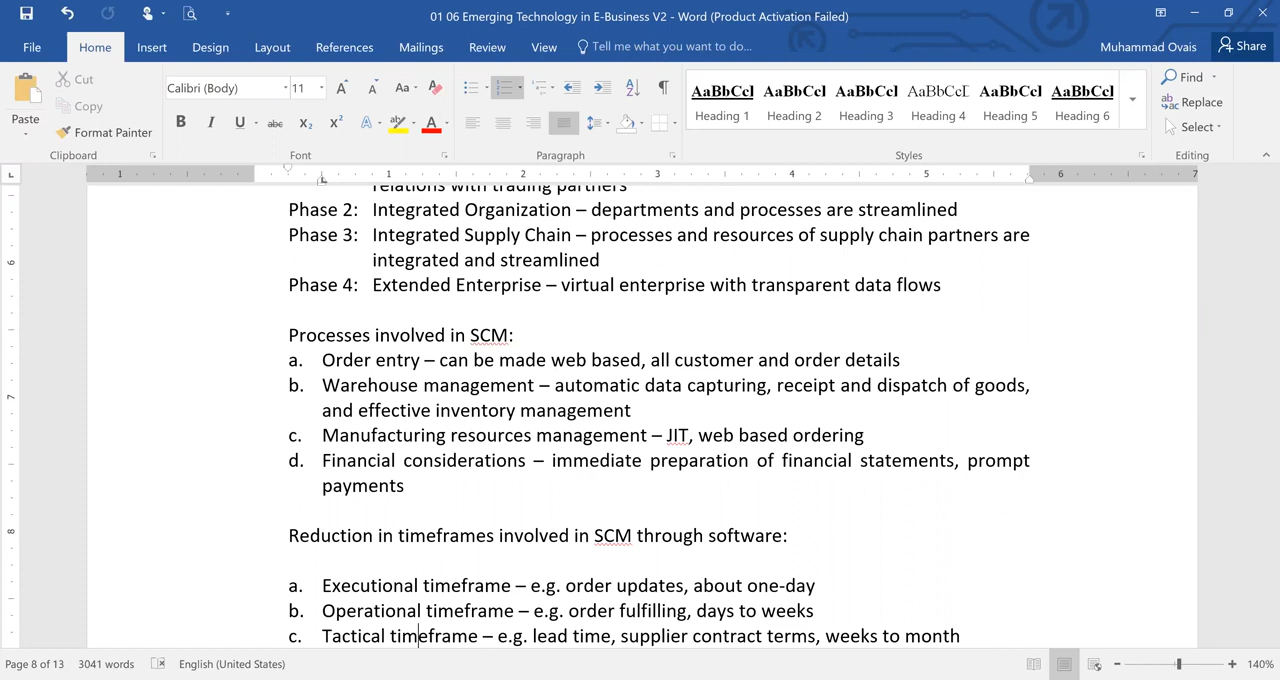 01 06 Emerging Technology in E-Business V2 - Word (Product Activation Failed)
File Home Insert Design Layout References Mailings Review View Tell me what you want to do... Muhammad Ovais Share
Paste Cut Copy Format Painter Clipboard
Calibri (Body) 11 Aa Font
Paragraph
AaBbCcI AaBbCcI AaBbCcI AaBbCcD AaBbCcI AaBbCcI
Heading 1 Heading 2 Heading 3 Heading 4 Heading 5 Heading 6
Styles
Find Replace Select Editing
1 1 2 3 4 5 6 7
relations with trading partners
Phase 2: Integrated Organization – departments and processes are streamlined
Phase 3: Integrated Supply Chain – processes and resources of supply chain partners are
integrated and streamlined
Phase 4: Extended Enterprise – virtual enterprise with transparent data flows
Processes involved in SCM:
a. Order entry – can be made web based, all customer and order details
b. Warehouse management – automatic data capturing, receipt and dispatch of goods,
and effective inventory management
c. Manufacturing resources management – JIT, web based ordering
d. Financial considerations – immediate preparation of financial statements, prompt
payments
Reduction in timeframes involved in SCM through software:
a. Executional timeframe – e.g. order updates, about one-day
b. Operational timeframe – e.g. order fulfilling, days to weeks
c. Tactical timeframe – e.g. lead time, supplier contract terms, weeks to month
Page 8 of 13 3041 words English (United States) 140%